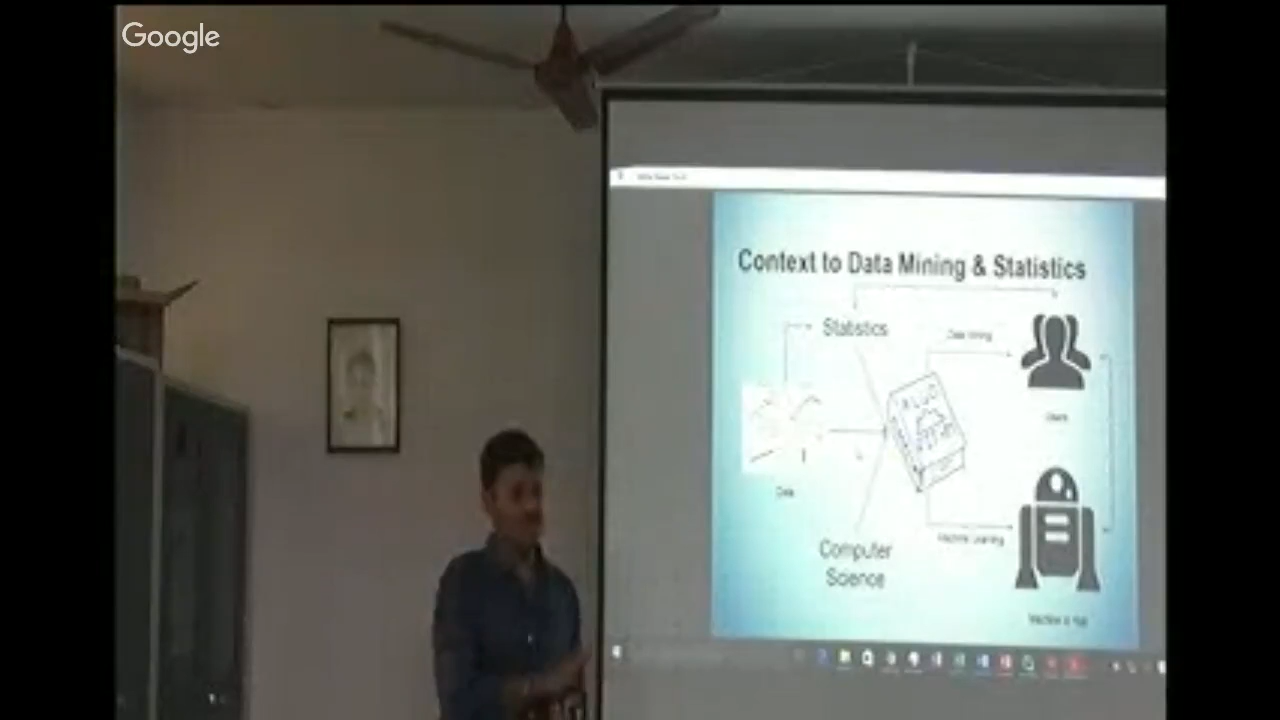 Google
Context to Data Mining & Statistics
Statistics
Data Mining
Users
Data
Machine Learning
Computer
Science